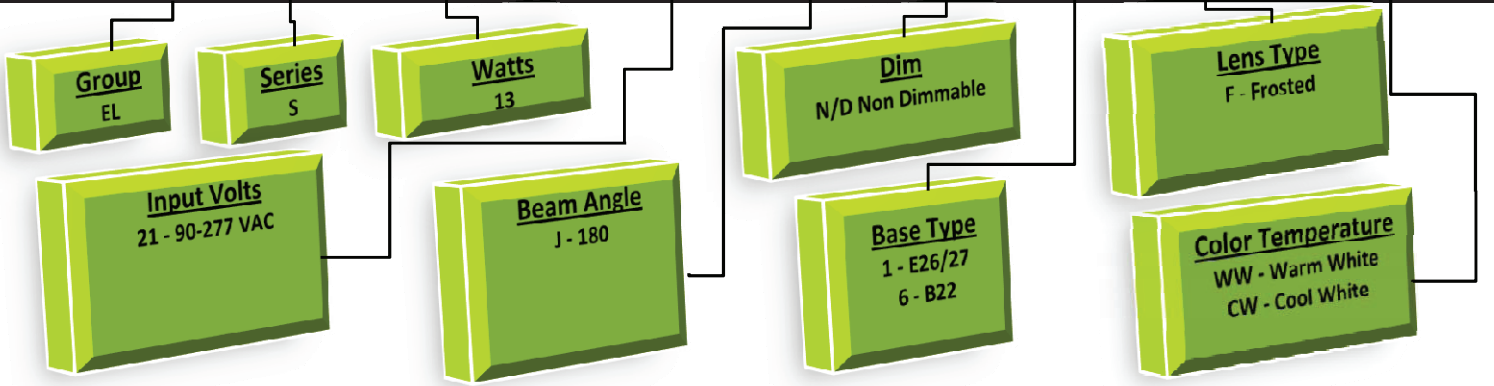 Group
EL
Series
S
Watts
13
Dim
N/D Non Dimmable
Lens Type
F - Frosted
Input Volts
21 - 90-277 VAC
Beam Angle
J - 180
Base Type
1 - E26/27
6 - B22
Color Temperature
WW - Warm White
CW - Cool White